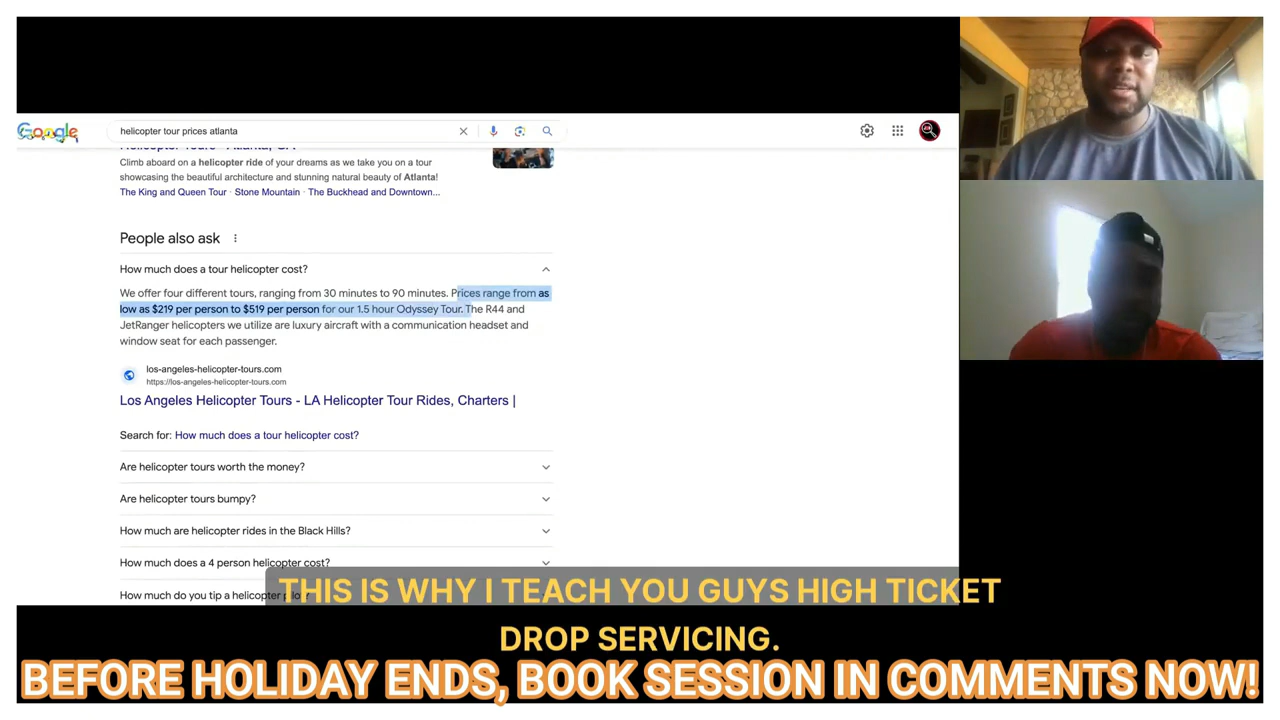 Google
helicopter tour prices atlanta
Helicopter Tours - Atlanta, GA
Climb aboard on a helicopter ride of your dreams as we take you on a tour
showcasing the beautiful architecture and stunning natural beauty of Atlanta!
The King and Queen Tour · Stone Mountain · The Buckhead and Downtown...
People also ask
How much does a tour helicopter cost?
We offer four different tours, ranging from 30 minutes to 90 minutes. Prices range from as
low as $219 per person to $519 per person for our 1.5 hour Odyssey Tour. The R44 and
JetRanger helicopters we utilize are luxury aircraft with a communication headset and
window seat for each passenger.
los-angeles-helicopter-tours.com
https://los-angeles-helicopter-tours.com
Los Angeles Helicopter Tours - LA Helicopter Tour Rides, Charters |
Search for: How much does a tour helicopter cost?
Are helicopter tours worth the money?
Are helicopter tours bumpy?
How much are helicopter rides in the Black Hills?
How much does a 4 person helicopter cost?
How much do you tip a helicopter pilot?
THIS IS WHY I TEACH YOU GUYS HIGH TICKET
DROP SERVICING.
BEFORE HOLIDAY ENDS, BOOK SESSION IN COMMENTS NOW!